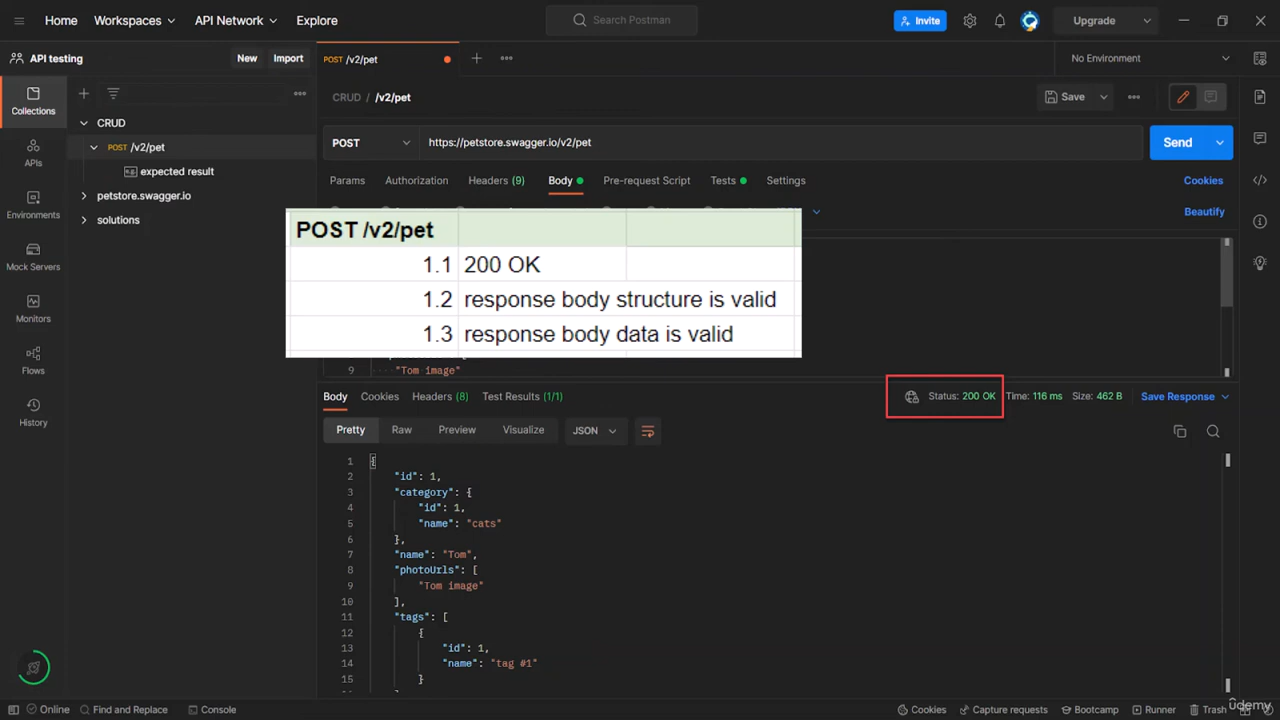 Home Workspaces API Network Explore Search Postman Invite Upgrade
API testing New Import POST /v2/pet No Environment
CRUD / /v2/pet Save
Collections
CRUD
POST /v2/pet POST https://petstore.swagger.io/v2/pet Send
APIs
expected result
Params Authorization Headers (9) Body Pre-request Script Tests Settings Cookies
petstore.swagger.io
Environments
solutions
Beautify
POST /v2/pet
1.1 200 OK
1.2 response body structure is valid
1.3 response body data is valid
Mock Servers
Monitors
Flows
History
9 "Tom image"
Body Cookies Headers (8) Test Results (1/1) Status: 200 OK Time: 116 ms Size: 462 B Save Response
Pretty Raw Preview Visualize JSON
1 {
2 "id": 1,
3 "category": {
4 "id": 1,
5 "name": "cats"
6 },
7 "name": "Tom",
8 "photoUrls": [
9 "Tom image"
10 ],
11 "tags": [
12 {
13 "id": 1,
14 "name": "tag #1"
15 }
Online Find and Replace Console Cookies Capture requests Bootcamp Runner Trash
ûdemy